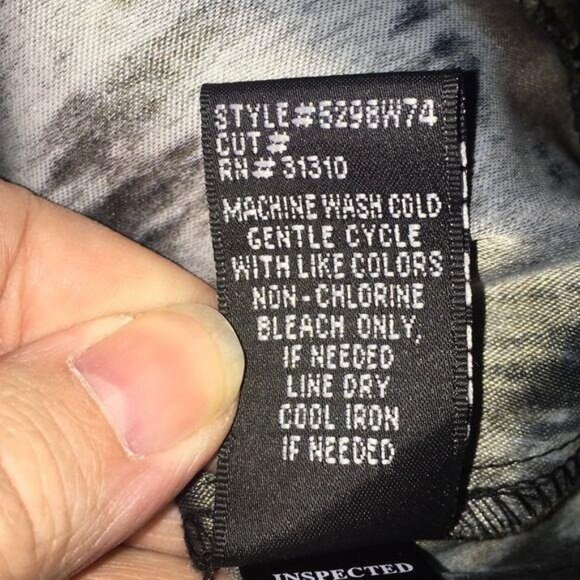 STYLE#5298W74
CUT#
RN#31310
MACHINE WASH COLD
GENTLE CYCLE
WITH LIKE COLORS
NON-CHLORINE
BLEACH ONLY,
IF NEEDED
LINE DRY
COOL IRON
IF NEEDED
INSPECTED